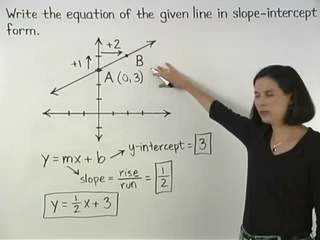 Write the equation of the given line in slope-intercept
form.
+2
+1
B
A (0,3)
y = mx + b
y-intercept = 3
slope = rise/run = 1/2
y = 1/2 x + 3